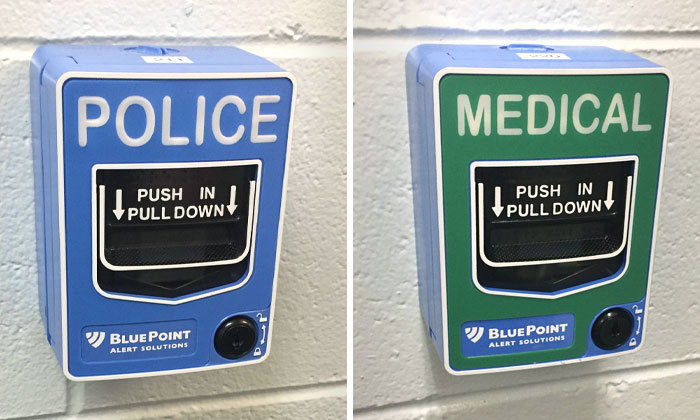 POLICE
PUSH IN
PULL DOWN
BLUEPOINT
ALERT SOLUTIONS
MEDICAL
PUSH IN
PULL DOWN
BLUEPOINT
ALERT SOLUTIONS